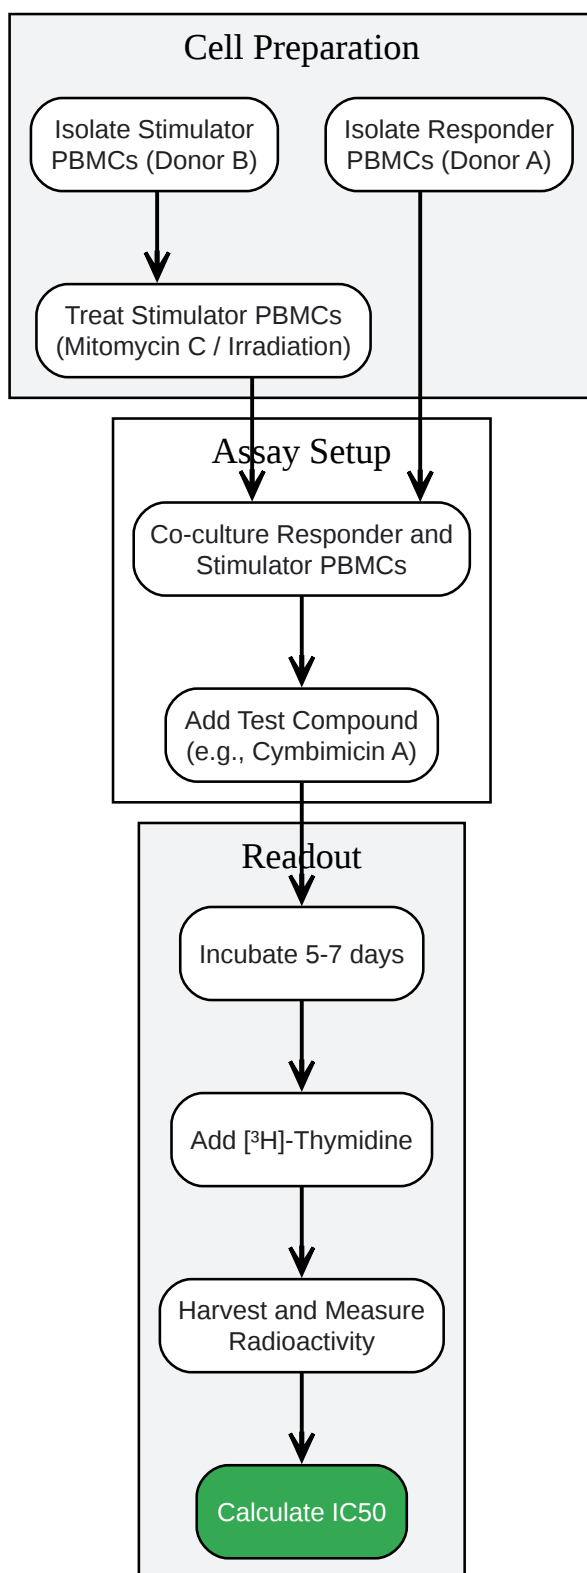 Cell Preparation
Isolate Stimulator
PBMCs (Donor B)
Isolate Responder
PBMCs (Donor A)
Treat Stimulator PBMCs
(Mitomycin C / Irradiation)
Assay Setup
Co-culture Responder and
Stimulator PBMCs
Add Test Compound
(e.g., Cymbimicin A)
Readout
Incubate 5-7 days
Add [³H]-Thymidine
Harvest and Measure
Radioactivity
Calculate IC50